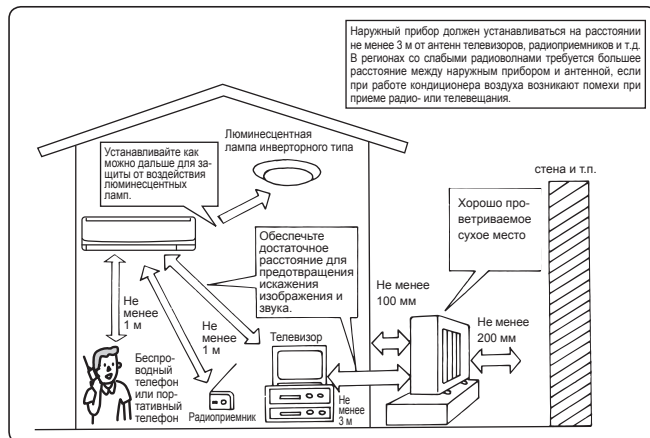 Наружный прибор должен устанавливаться на расстоянии
не менее 3 м от антенн телевизоров, радиоприемников и т.д.
В регионах со слабыми радиоволнами требуется большее
расстояние между наружным прибором и антенной, если
при работе кондиционера воздуха возникают помехи при
приеме радио- или телевещания.
Люминесцентная
лампа инверторного типа
Устанавливайте как
можно дальше для за-
щиты от воздействия
люминесцентных
ламп.
стена и т.п.
Хорошо про-
ветриваемое
сухое место
Обеспечьте
достаточное
расстояние для
предотвращения
искажения
изображения и
звука.
Не менее
100 мм
Не
менее
1 м
Не
менее
1 м
Телевизор
Не менее
200 мм
Беспро-
водный
телефон
или пор-
тативный
телефон
Радиоприемник
Не
менее
3 м